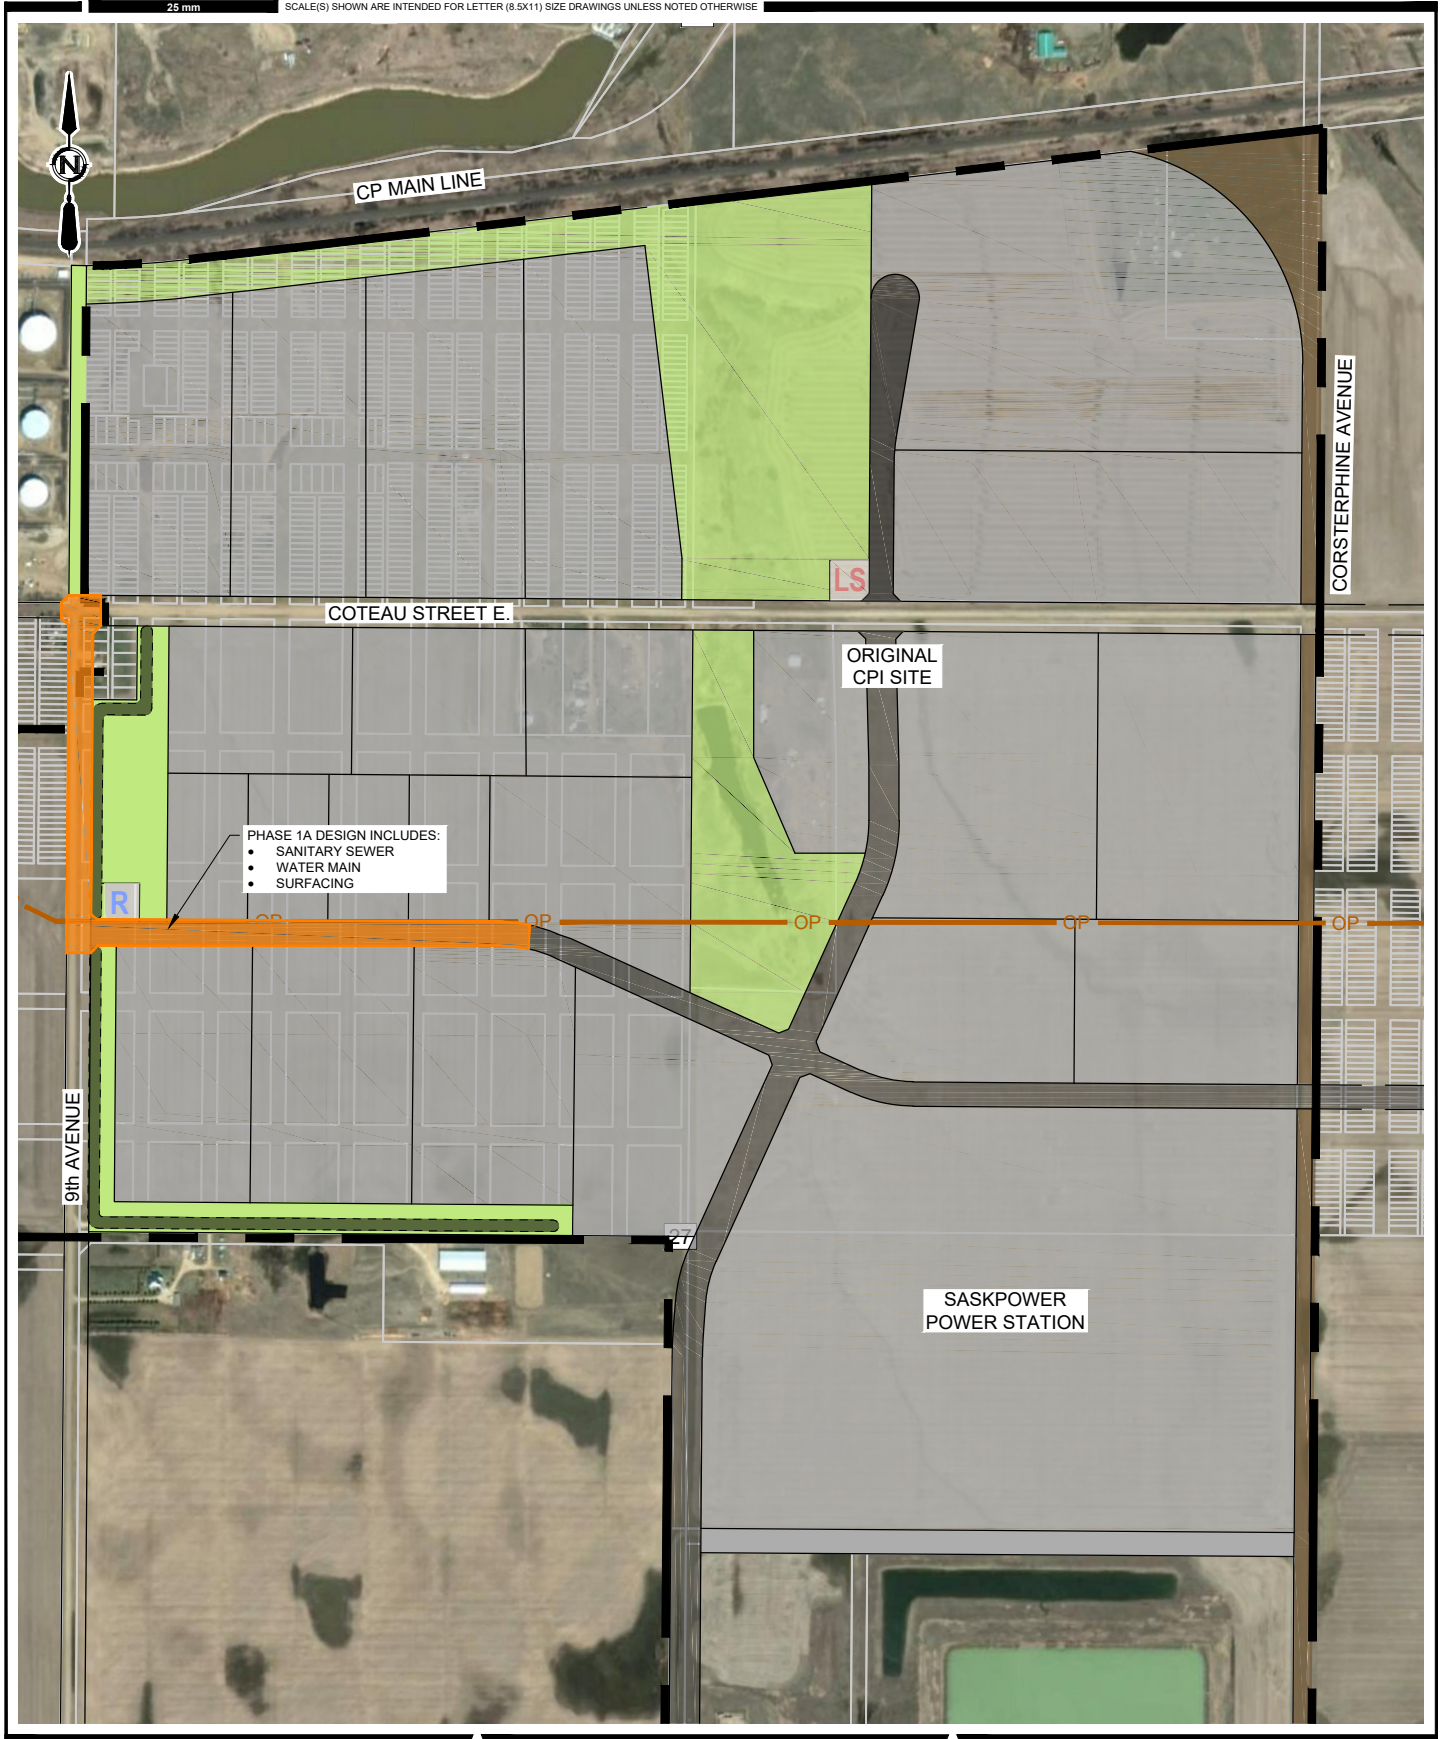 25 mm
SCALE(S) SHOWN ARE INTENDED FOR LETTER (8.5X11) SIZE DRAWINGS UNLESS NOTED OTHERWISE
N
CP MAIN LINE
CORSTERPHINE AVENUE
LS
COTEAU STREET E.
ORIGINAL
CPI SITE
PHASE 1A DESIGN INCLUDES:
• SANITARY SEWER
• WATER MAIN
• SURFACING
R
OP OP OP OP OP
9th AVENUE
27
SASKPOWER
POWER STATION